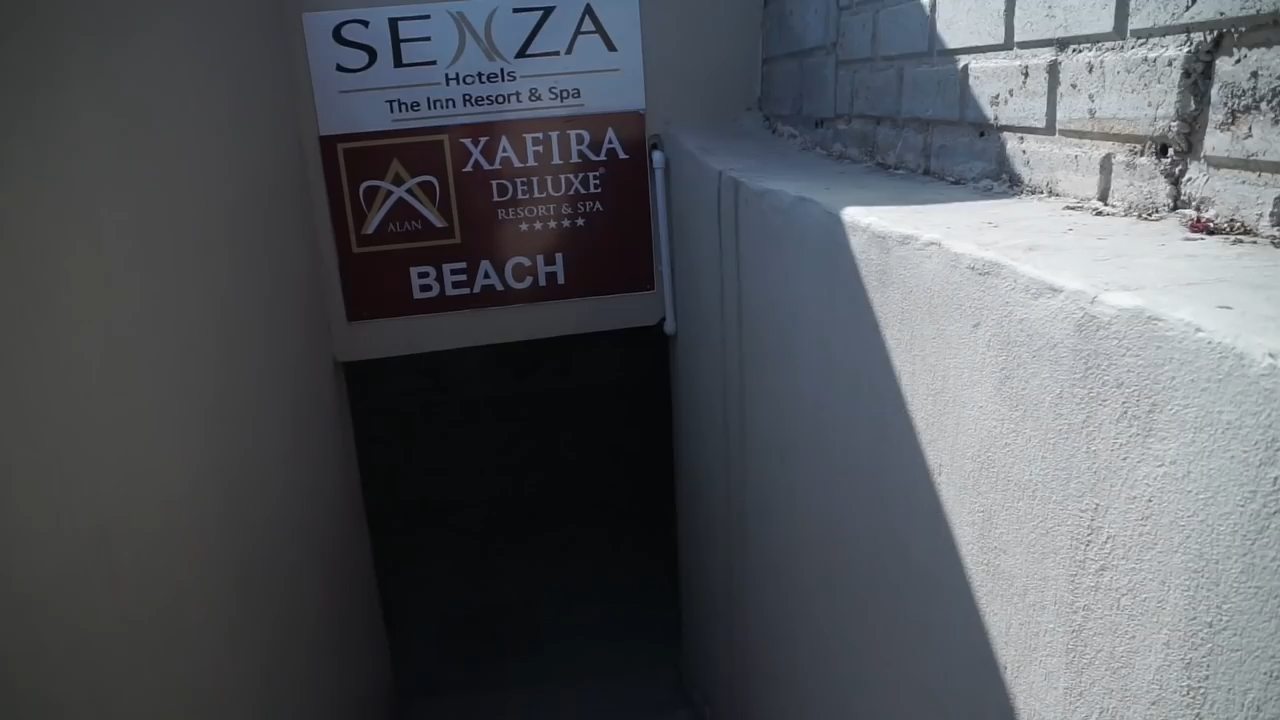 SENZA
Hotels
The Inn Resort & Spa
XAFIRA
DELUXE
RESORT & SPA
★★★★★
ALAN
BEACH